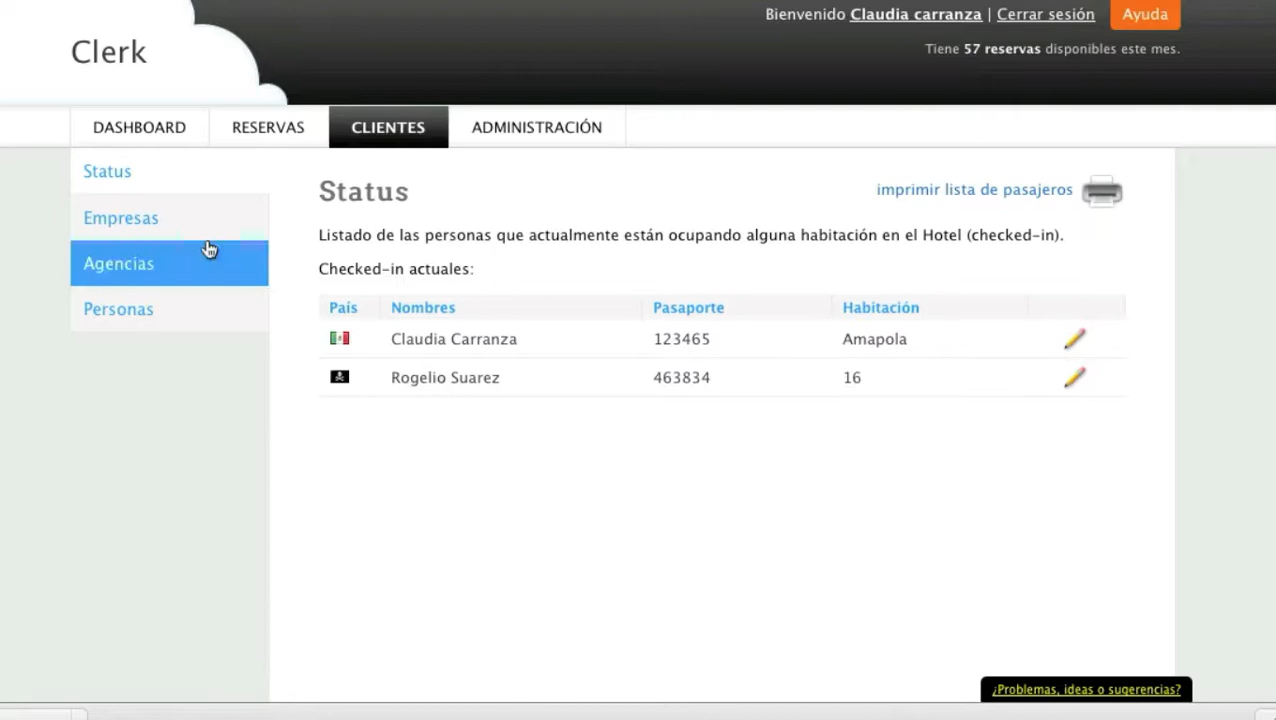 Bienvenido Claudia carranza | Cerrar sesión
Ayuda
Clerk
Tiene 57 reservas disponibles este mes.
DASHBOARD
RESERVAS
CLIENTES
ADMINISTRACIÓN
Status
Empresas
Agencias
Personas
Status
imprimir lista de pasajeros
Listado de las personas que actualmente están ocupando alguna habitación en el Hotel (checked-in).
Checked-in actuales:
País Nombres Pasaporte Habitación
Claudia Carranza 123465 Amapola
Rogelio Suarez 463834 16
¿Problemas, ideas o sugerencias?